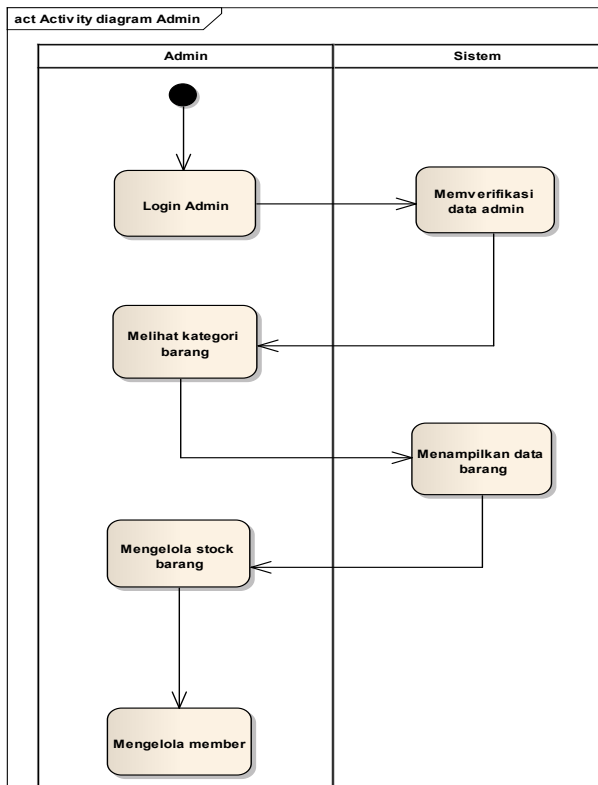 act Activity diagram Admin
Admin
Sistem
Login Admin
Memverifikasi
data admin
Melihat kategori
barang
Menampilkan data
barang
Mengelola stock
barang
Mengelola member